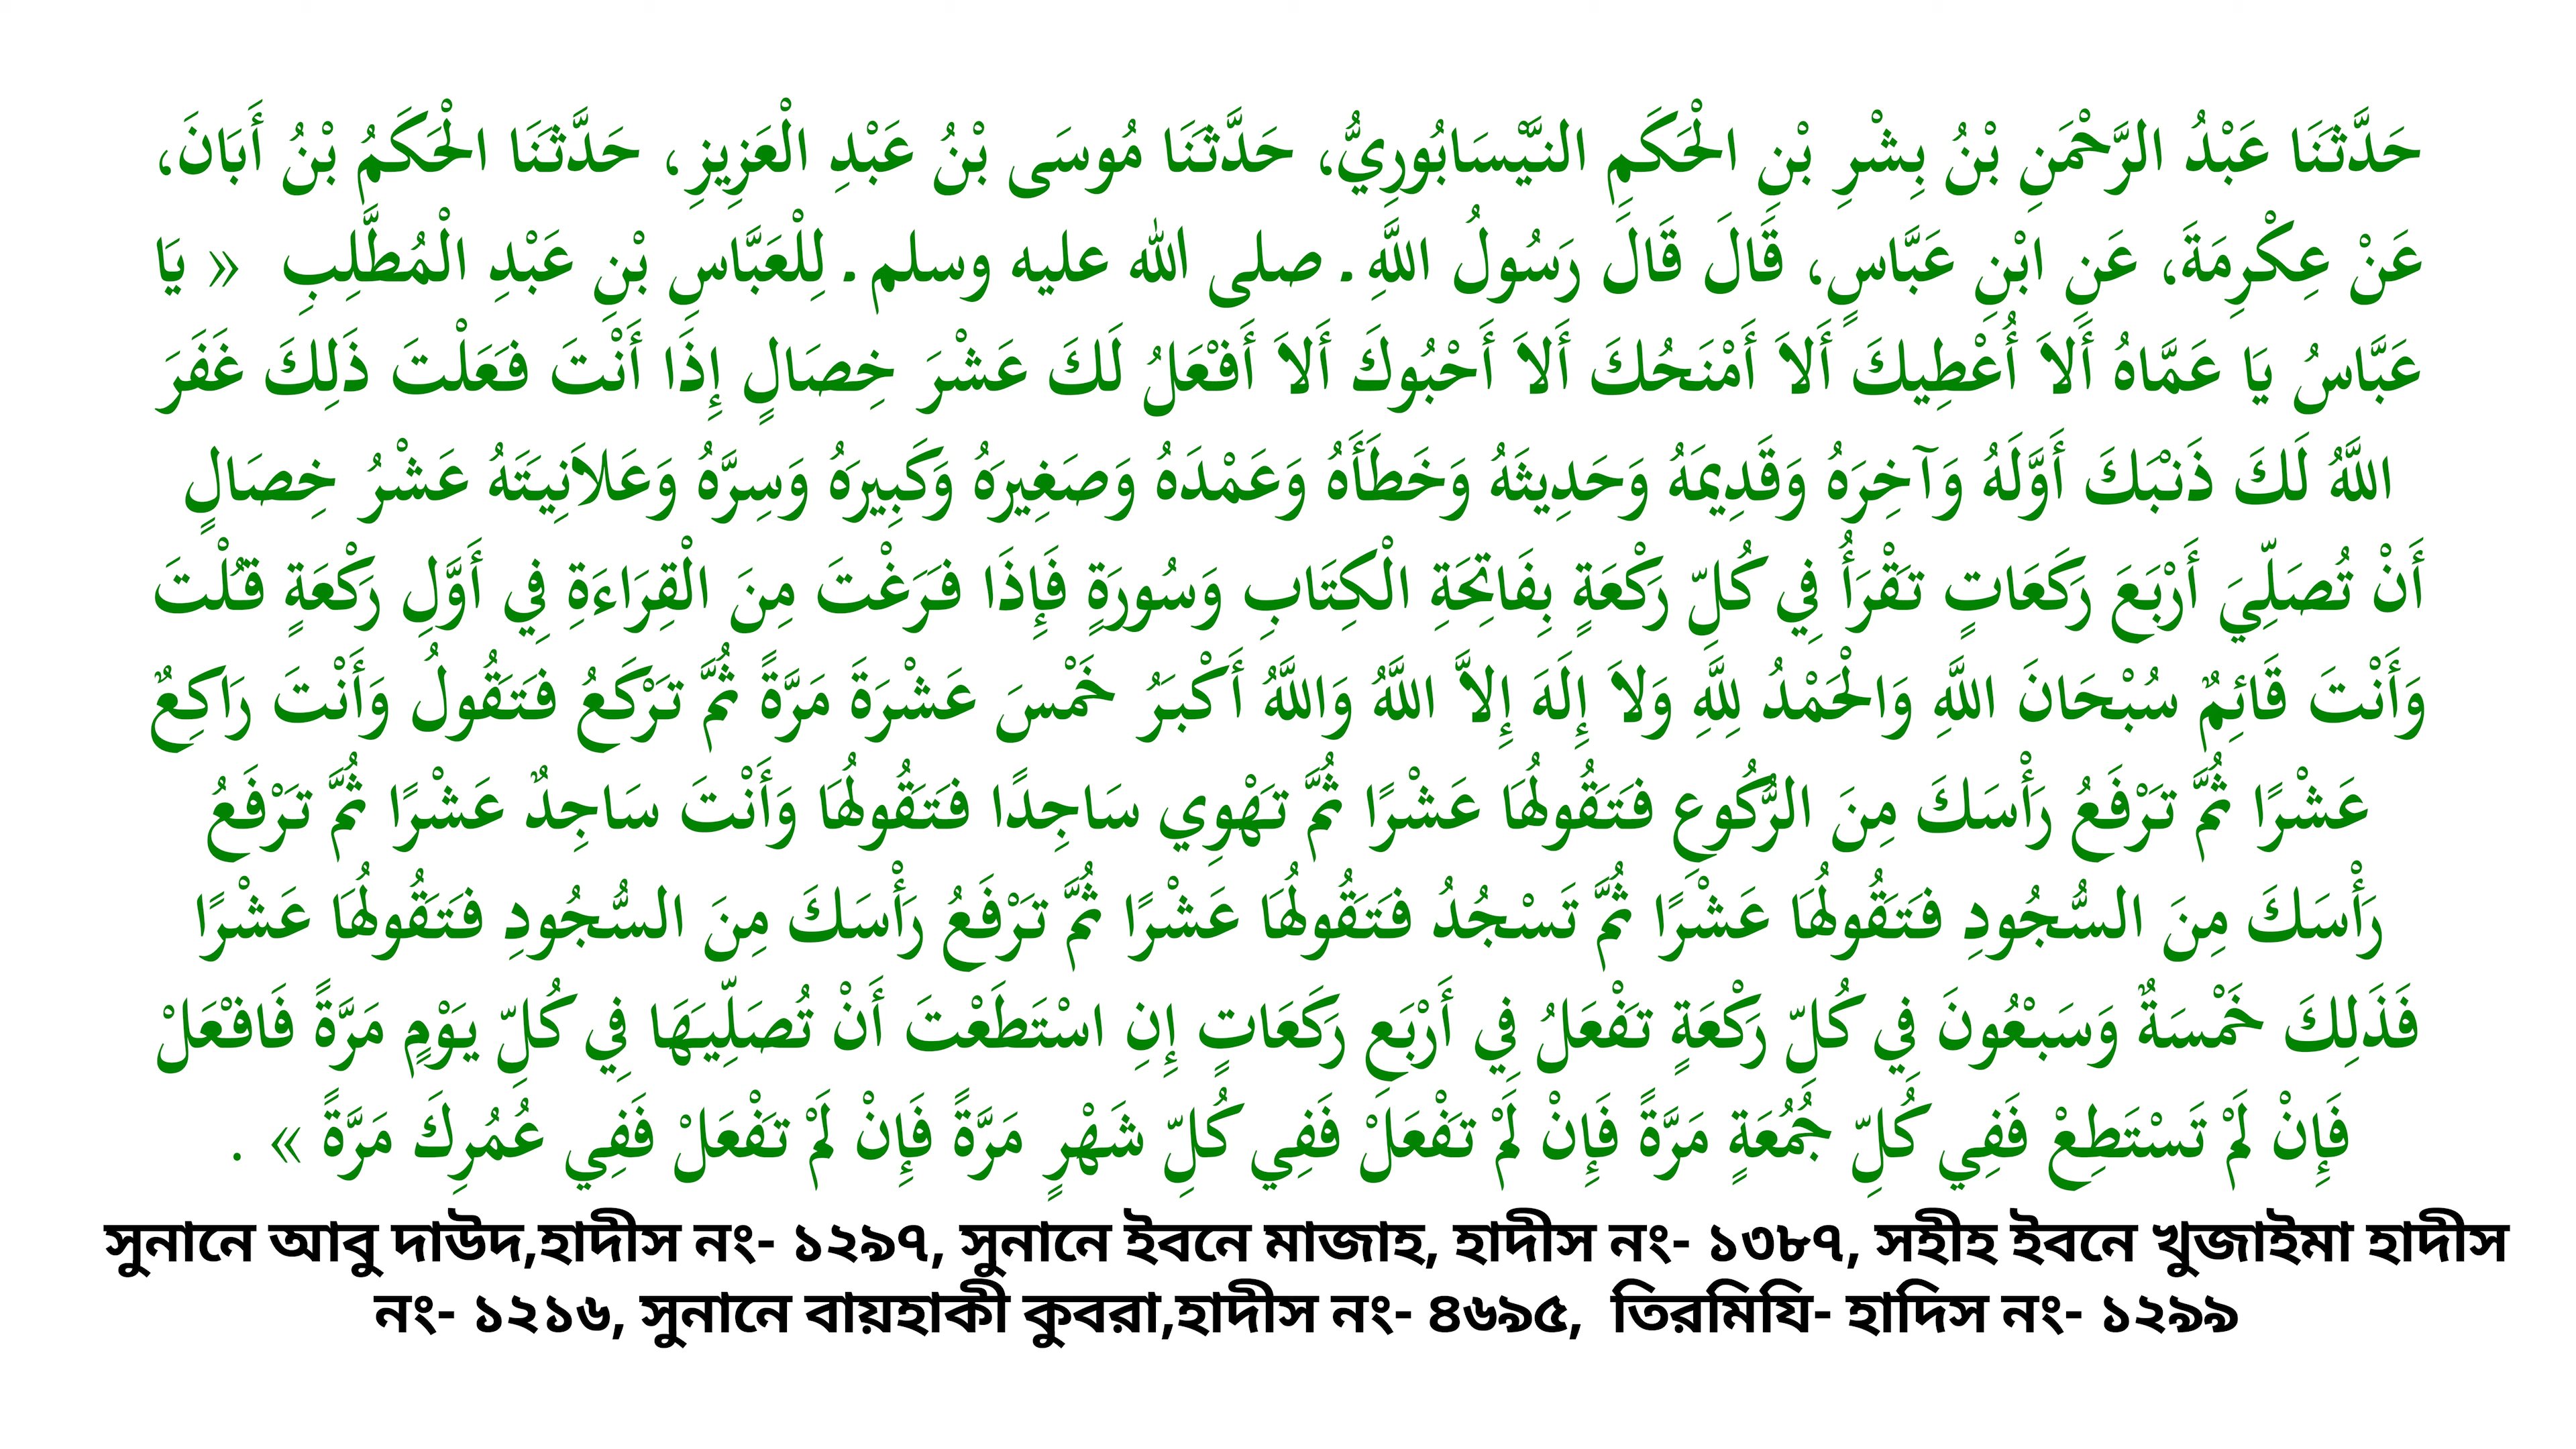 حَدَّثَنَا عَبْدُ الرَّحْمَنِ بْنُ بِشْرِ بْنِ الْحَكَمِ النَّيْسَابُورِيُّ، حَدَّثَنَا مُوسَى بْنُ عَبْدِ الْعَزِيزِ، حَدَّثَنَا الْحَكَمُ بْنُ أَبَانَ،
عَنْ عِكْرِمَةَ، عَنِ ابْنِ عَبَّاسٍ، قَالَ قَالَ رَسُولُ اللَّهِ ـ صلى الله عليه وسلم ـ لِلْعَبَّاسِ بْنِ عَبْدِ الْمُطَّلِبِ ‏ « يَا
عَبَّاسُ يَا عَمَّاهُ أَلاَ أُعْطِيكَ أَلاَ أَمْنَحُكَ أَلاَ أَحْبُوكَ أَلاَ أَفْعَلُ لَكَ عَشْرَ خِصَالٍ إِذَا أَنْتَ فَعَلْتَ ذَلِكَ غَفَرَ
اللَّهُ لَكَ ذَنْبَكَ أَوَّلَهُ وَآخِرَهُ وَقَدِيمَهُ وَحَدِيثَهُ وَخَطَأَهُ وَعَمْدَهُ وَصَغِيرَهُ وَكَبِيرَهُ وَسِرَّهُ وَعَلاَنِيَتَهُ عَشْرُ خِصَالٍ
أَنْ تُصَلِّيَ أَرْبَعَ رَكَعَاتٍ تَقْرَأُ فِي كُلِّ رَكْعَةٍ بِفَاتِحَةِ الْكِتَابِ وَسُورَةٍ فَإِذَا فَرَغْتَ مِنَ الْقِرَاءَةِ فِي أَوَّلِ رَكْعَةٍ قُلْتَ
وَأَنْتَ قَائِمٌ سُبْحَانَ اللَّهِ وَالْحَمْدُ لِلَّهِ وَلاَ إِلَهَ إِلاَّ اللَّهُ وَاللَّهُ أَكْبَرُ خَمْسَ عَشْرَةَ مَرَّةً ثُمَّ تَرْكَعُ فَتَقُولُ وَأَنْتَ رَاكِعٌ
عَشْرًا ثُمَّ تَرْفَعُ رَأْسَكَ مِنَ الرُّكُوعِ فَتَقُولُهَا عَشْرًا ثُمَّ تَهْوِي سَاجِدًا فَتَقُولُهَا وَأَنْتَ سَاجِدٌ عَشْرًا ثُمَّ تَرْفَعُ
رَأْسَكَ مِنَ السُّجُودِ فَتَقُولُهَا عَشْرًا ثُمَّ تَسْجُدُ فَتَقُولُهَا عَشْرًا ثُمَّ تَرْفَعُ رَأْسَكَ مِنَ السُّجُودِ فَتَقُولُهَا عَشْرًا
فَذَلِكَ خَمْسَةٌ وَسَبْعُونَ فِي كُلِّ رَكْعَةٍ تَفْعَلُ فِي أَرْبَعِ رَكَعَاتٍ إِنِ اسْتَطَعْتَ أَنْ تُصَلِّيَهَا فِي كُلِّ يَوْمٍ مَرَّةً فَافْعَلْ
فَإِنْ لَمْ تَسْتَطِعْ فَفِي كُلِّ جُمُعَةٍ مَرَّةً فَإِنْ لَمْ تَفْعَلْ فَفِي كُلِّ شَهْرٍ مَرَّةً فَإِنْ لَمْ تَفْعَلْ فَفِي عُمُرِكَ مَرَّةً » .
সুনানে আবু দাউদ,হাদীস নং- ১২৯৭, সুনানে ইবনে মাজাহ, হাদীস নং- ১৩৮৭, সহীহ ইবনে খুজাইমা হাদীস
নং- ১২১৬, সুনানে বায়হাকী কুবরা,হাদীস নং- ৪৬৯৫, তিরমিযি- হাদিস নং- ১২৯৯